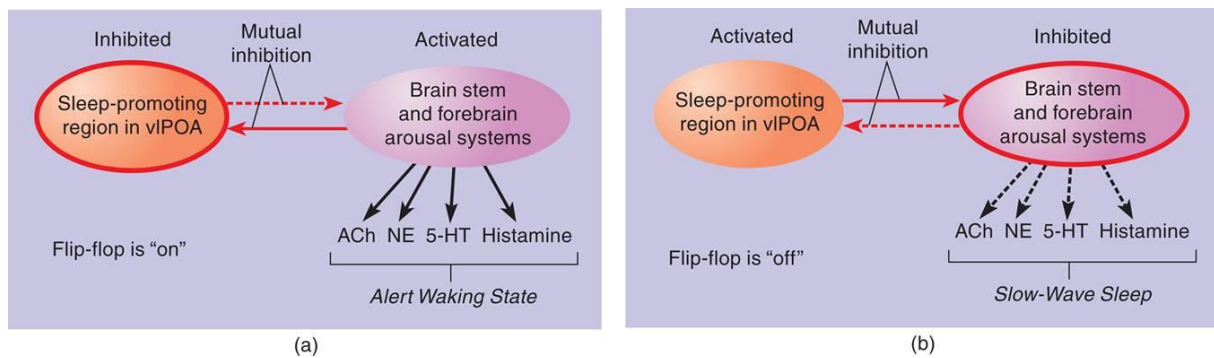 Inhibited
Mutual
inhibition
Activated
Sleep-promoting
region in vlPOA
Brain stem
and forebrain
arousal systems
ACh NE 5-HT Histamine
Flip-flop is “on”
Alert Waking State
(a)
Activated
Mutual
inhibition
Inhibited
Sleep-promoting
region in vlPOA
Brain stem
and forebrain
arousal systems
ACh NE 5-HT Histamine
Flip-flop is “off”
Slow-Wave Sleep
(b)